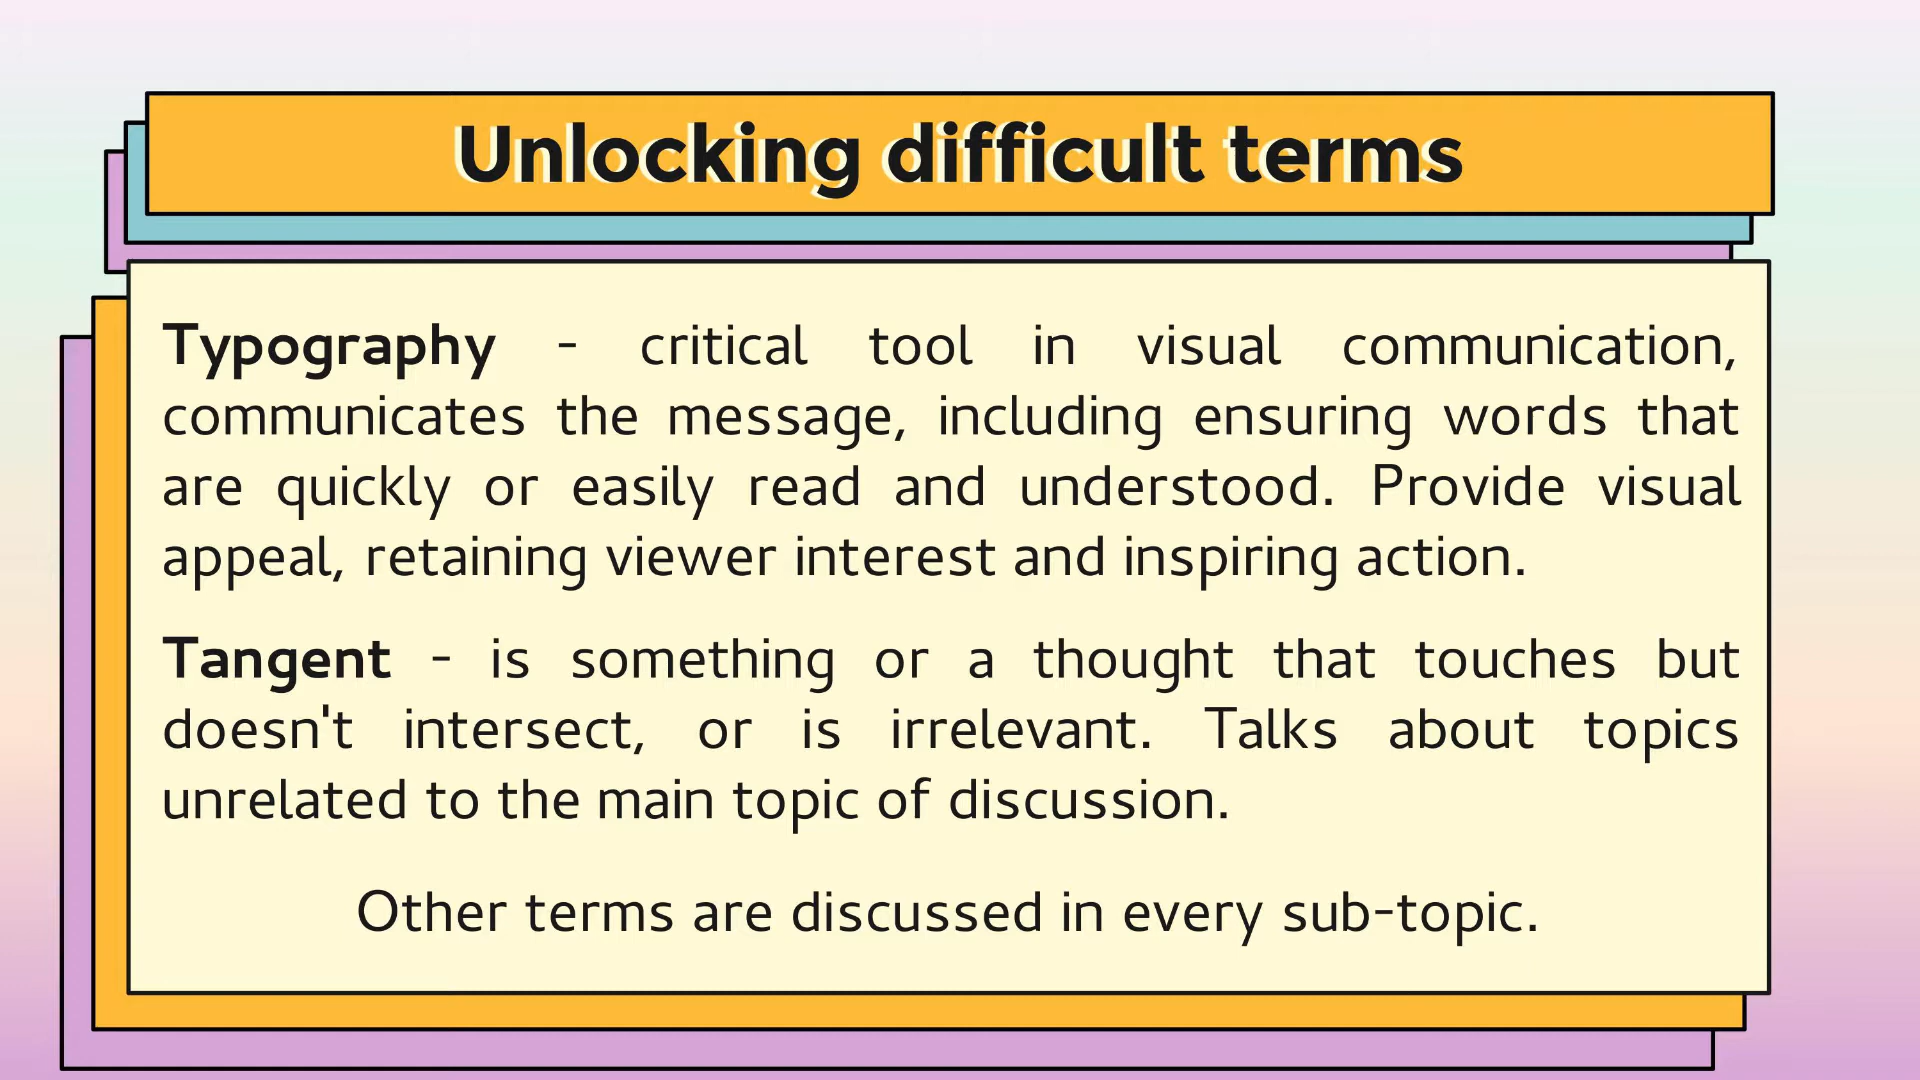 Unlocking difficult terms
Typography - critical tool in visual communication,
communicates the message, including ensuring words that
are quickly or easily read and understood. Provide visual
appeal, retaining viewer interest and inspiring action.
Tangent - is something or a thought that touches but
doesn't intersect, or is irrelevant. Talks about topics
unrelated to the main topic of discussion.
Other terms are discussed in every sub-topic.